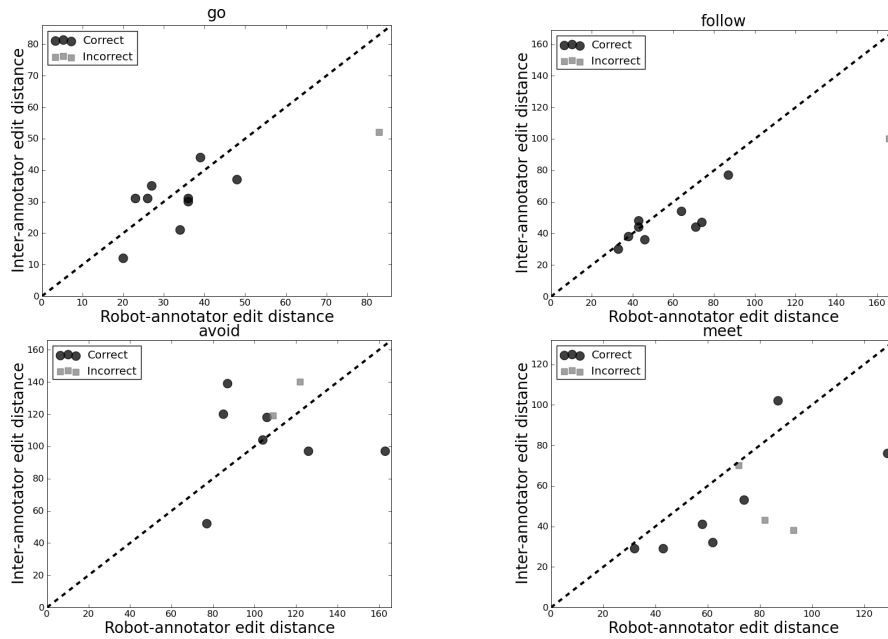 go
Correct
Incorrect
Inter-annotator edit distance
80
70
60
50
40
30
20
10
0
0 10 20 30 40 50 60 70 80
Robot-annotator edit distance
follow
Correct
Incorrect
Inter-annotator edit distance
160
140
120
100
80
60
40
20
0
0 20 40 60 80 100 120 140 160
Robot-annotator edit distance
avoid
Correct
Incorrect
Inter-annotator edit distance
160
140
120
100
80
60
40
20
0
0 20 40 60 80 100 120 140 160
Robot-annotator edit distance
meet
Correct
Incorrect
Inter-annotator edit distance
120
100
80
60
40
20
0
0 20 40 60 80 100 120
Robot-annotator edit distance